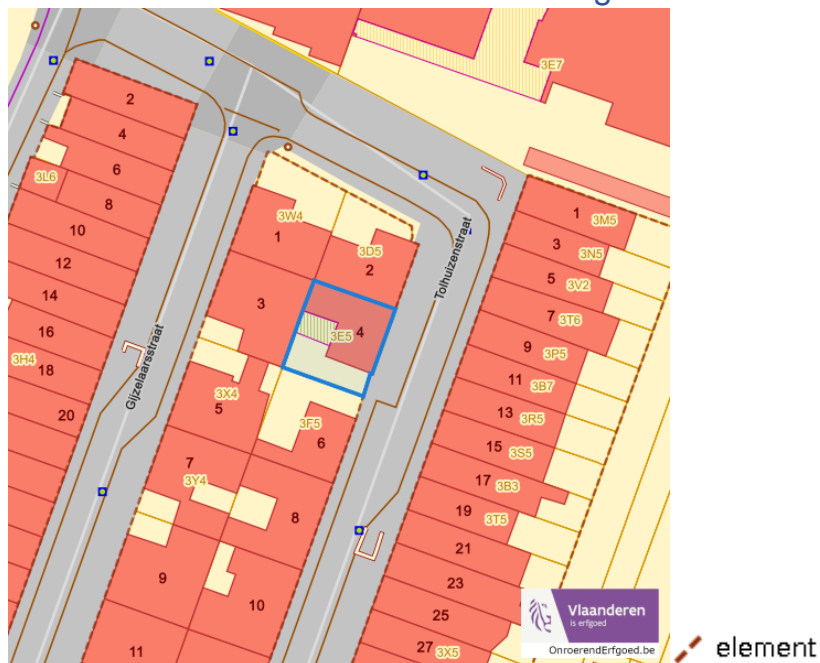 g
3E7
2
4
6
3L6
8
10
12
14
16
3H4
18
20
Gijzelaarsstraat
3W4
1
3D5
2
3
3E5
4
3X4
5
3F5
6
7
3Y4
8
9
10
11
Tolhuizenstraat
1
3M5
3
3N5
5
3V2
7
3T6
9
3P5
11
3B7
13
3R5
15
3S5
17
3B3
19
3T5
21
23
25
27
3X5
Vlaanderen
is erfgoed
OnroerendErfgoed.be
element